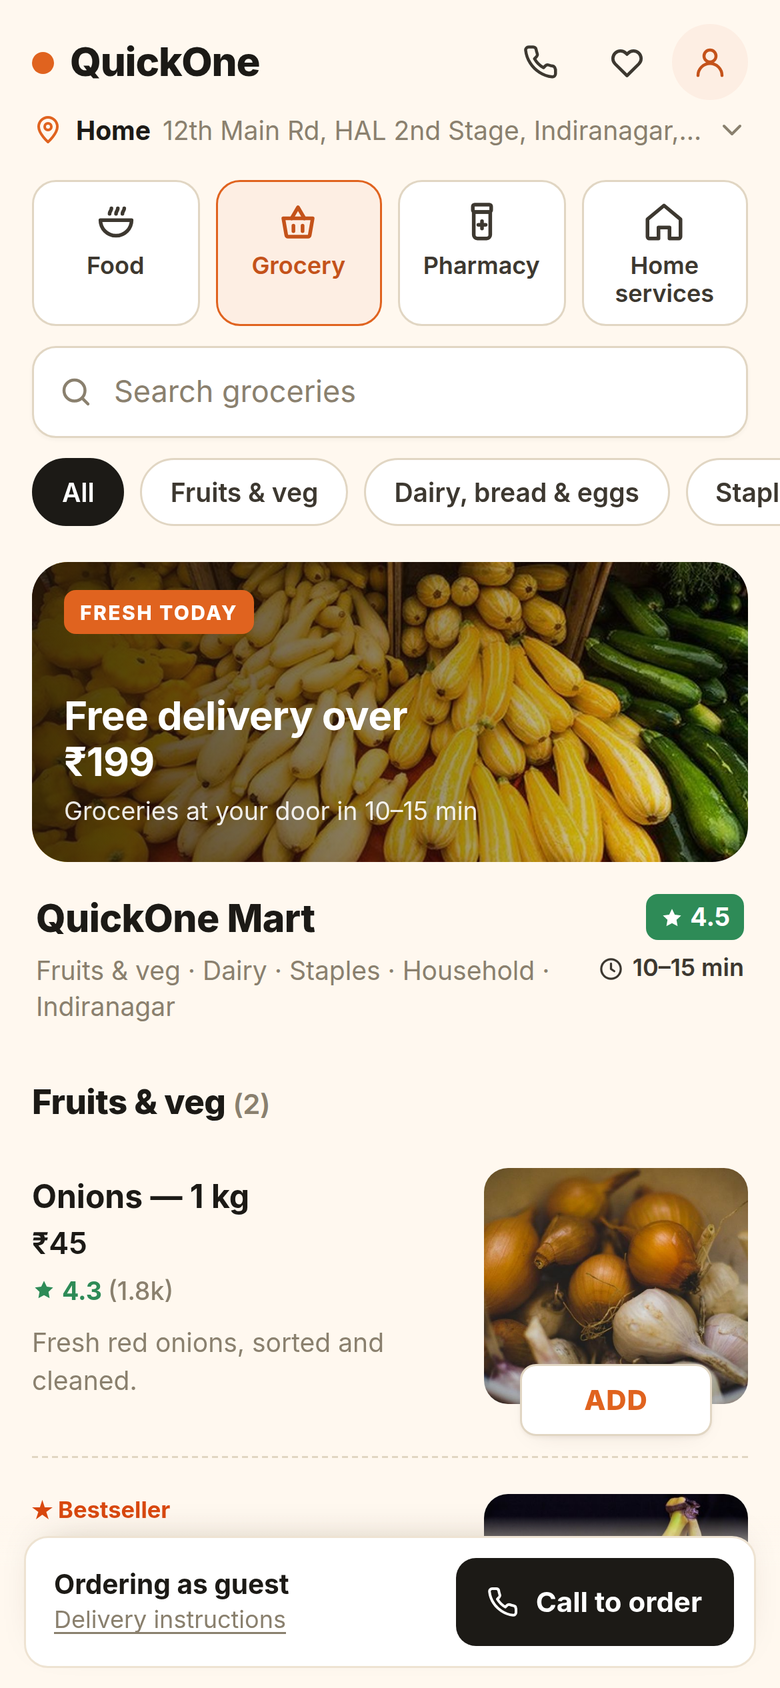 QuickOne
Home 12th Main Rd, HAL 2nd Stage, Indiranagar,...
Food
Grocery
Pharmacy
Home
services
Search groceries
All
Fruits & veg
Dairy, bread & eggs
Stapl
FRESH TODAY
Free delivery over
₹199
Groceries at your door in 10–15 min
QuickOne Mart
★ 4.5
Fruits & veg · Dairy · Staples · Household ·
Indiranagar
10–15 min
Fruits & veg (2)
Onions — 1 kg
₹45
★ 4.3 (1.8k)
Fresh red onions, sorted and
cleaned.
ADD
★ Bestseller
Ordering as guest
Delivery instructions
Call to order